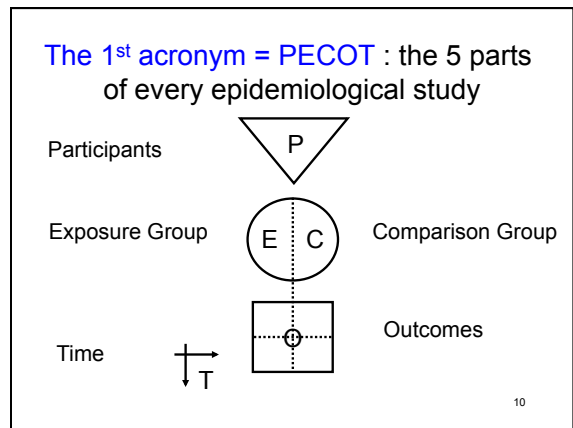 The 1st acronym = PECOT : the 5 parts
of every epidemiological study
Participants
P
Exposure Group
E C
Comparison Group
Outcomes
O
Time
T
10